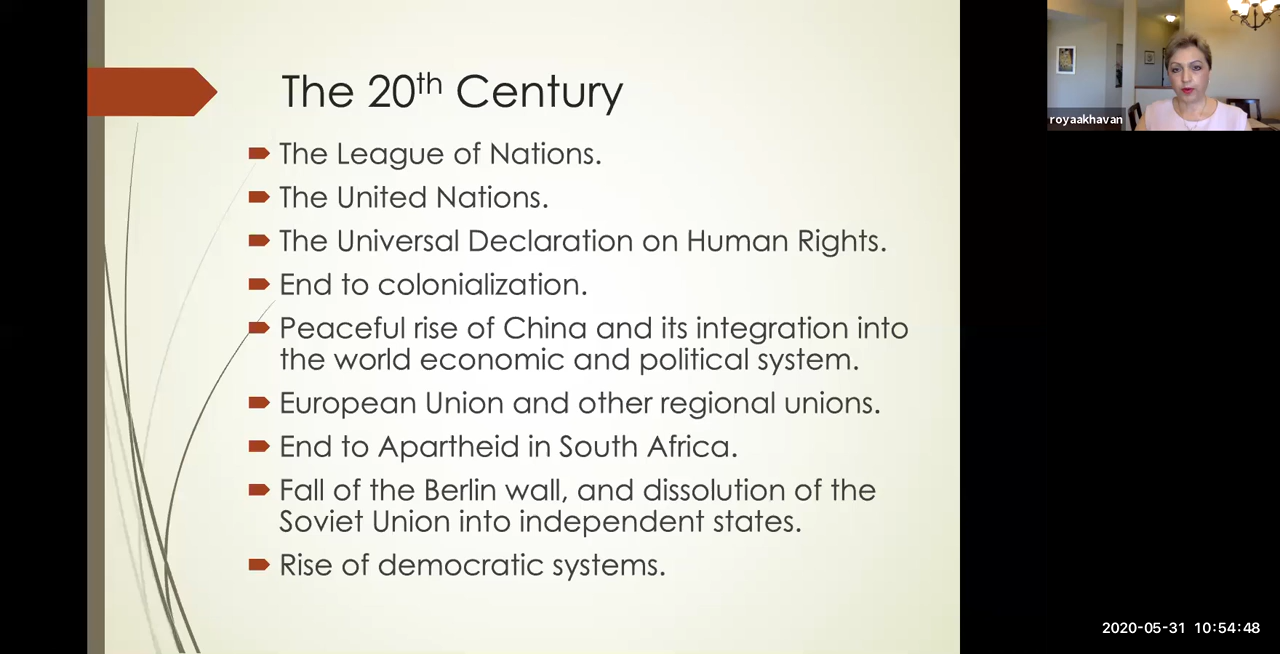 The 20th Century
The League of Nations.
The United Nations.
The Universal Declaration on Human Rights.
End to colonialization.
Peaceful rise of China and its integration into
the world economic and political system.
European Union and other regional unions.
End to Apartheid in South Africa.
Fall of the Berlin wall, and dissolution of the
Soviet Union into independent states.
Rise of democratic systems.
royaakhavan
2020-05-31 10:54:48